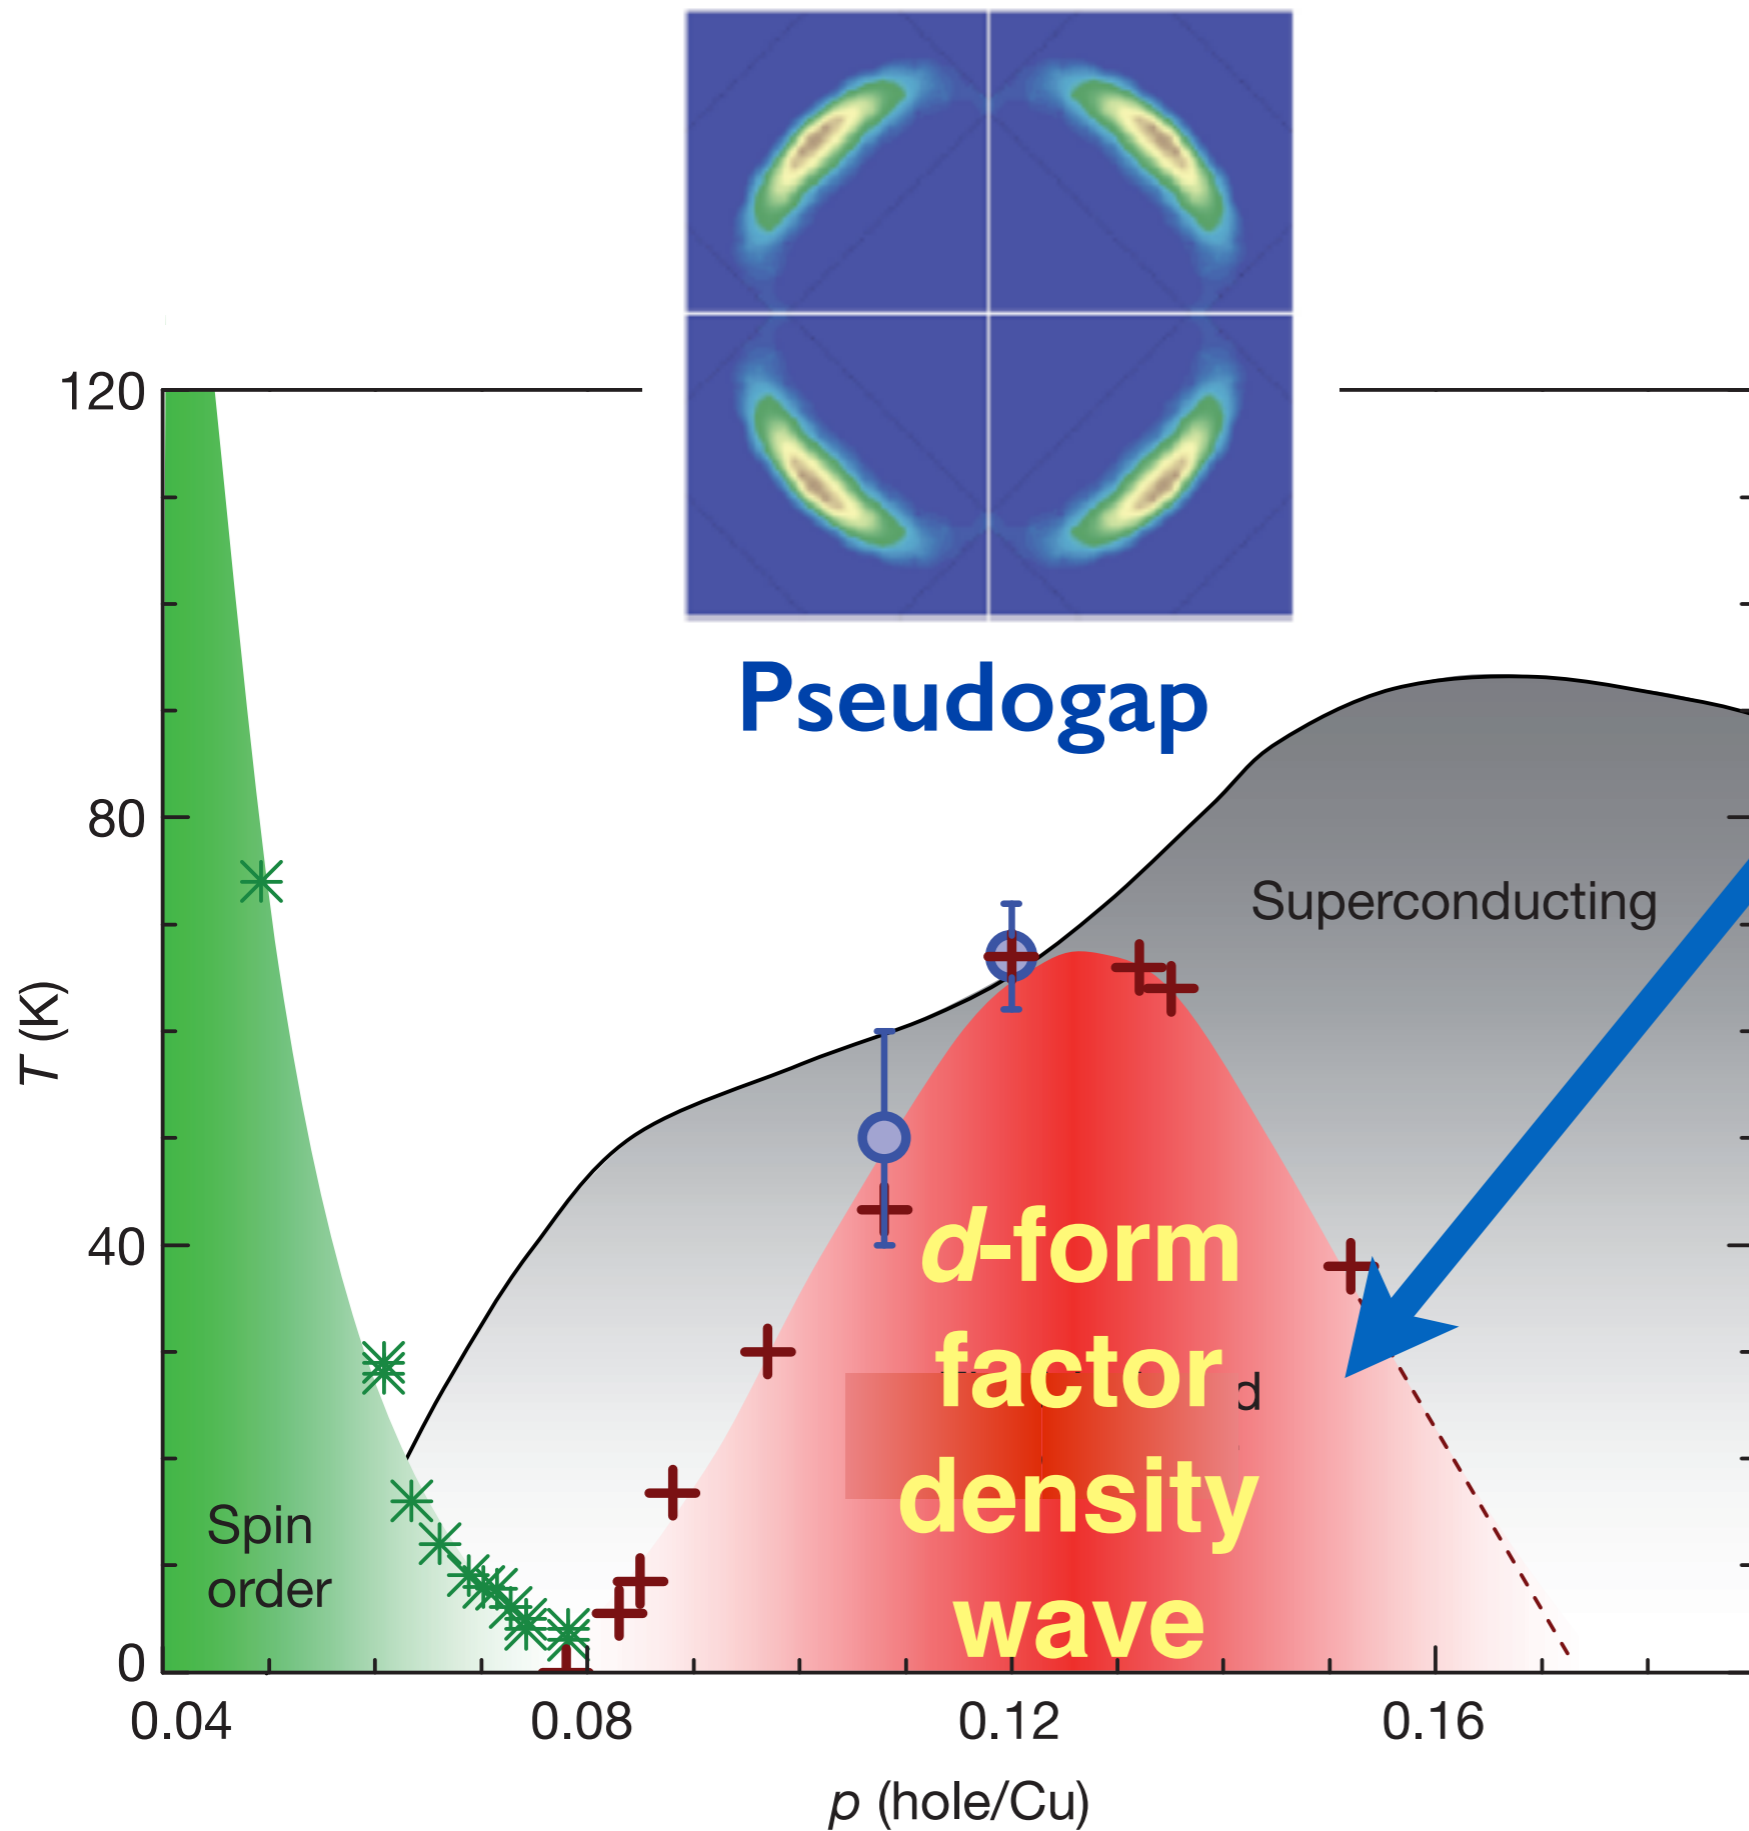 120
Pseudogap
80
Superconducting
T (K)
40
d-form
factor
d
density
wave
Spin
order
0
0.04
0.08
0.12
0.16
p (hole/Cu)